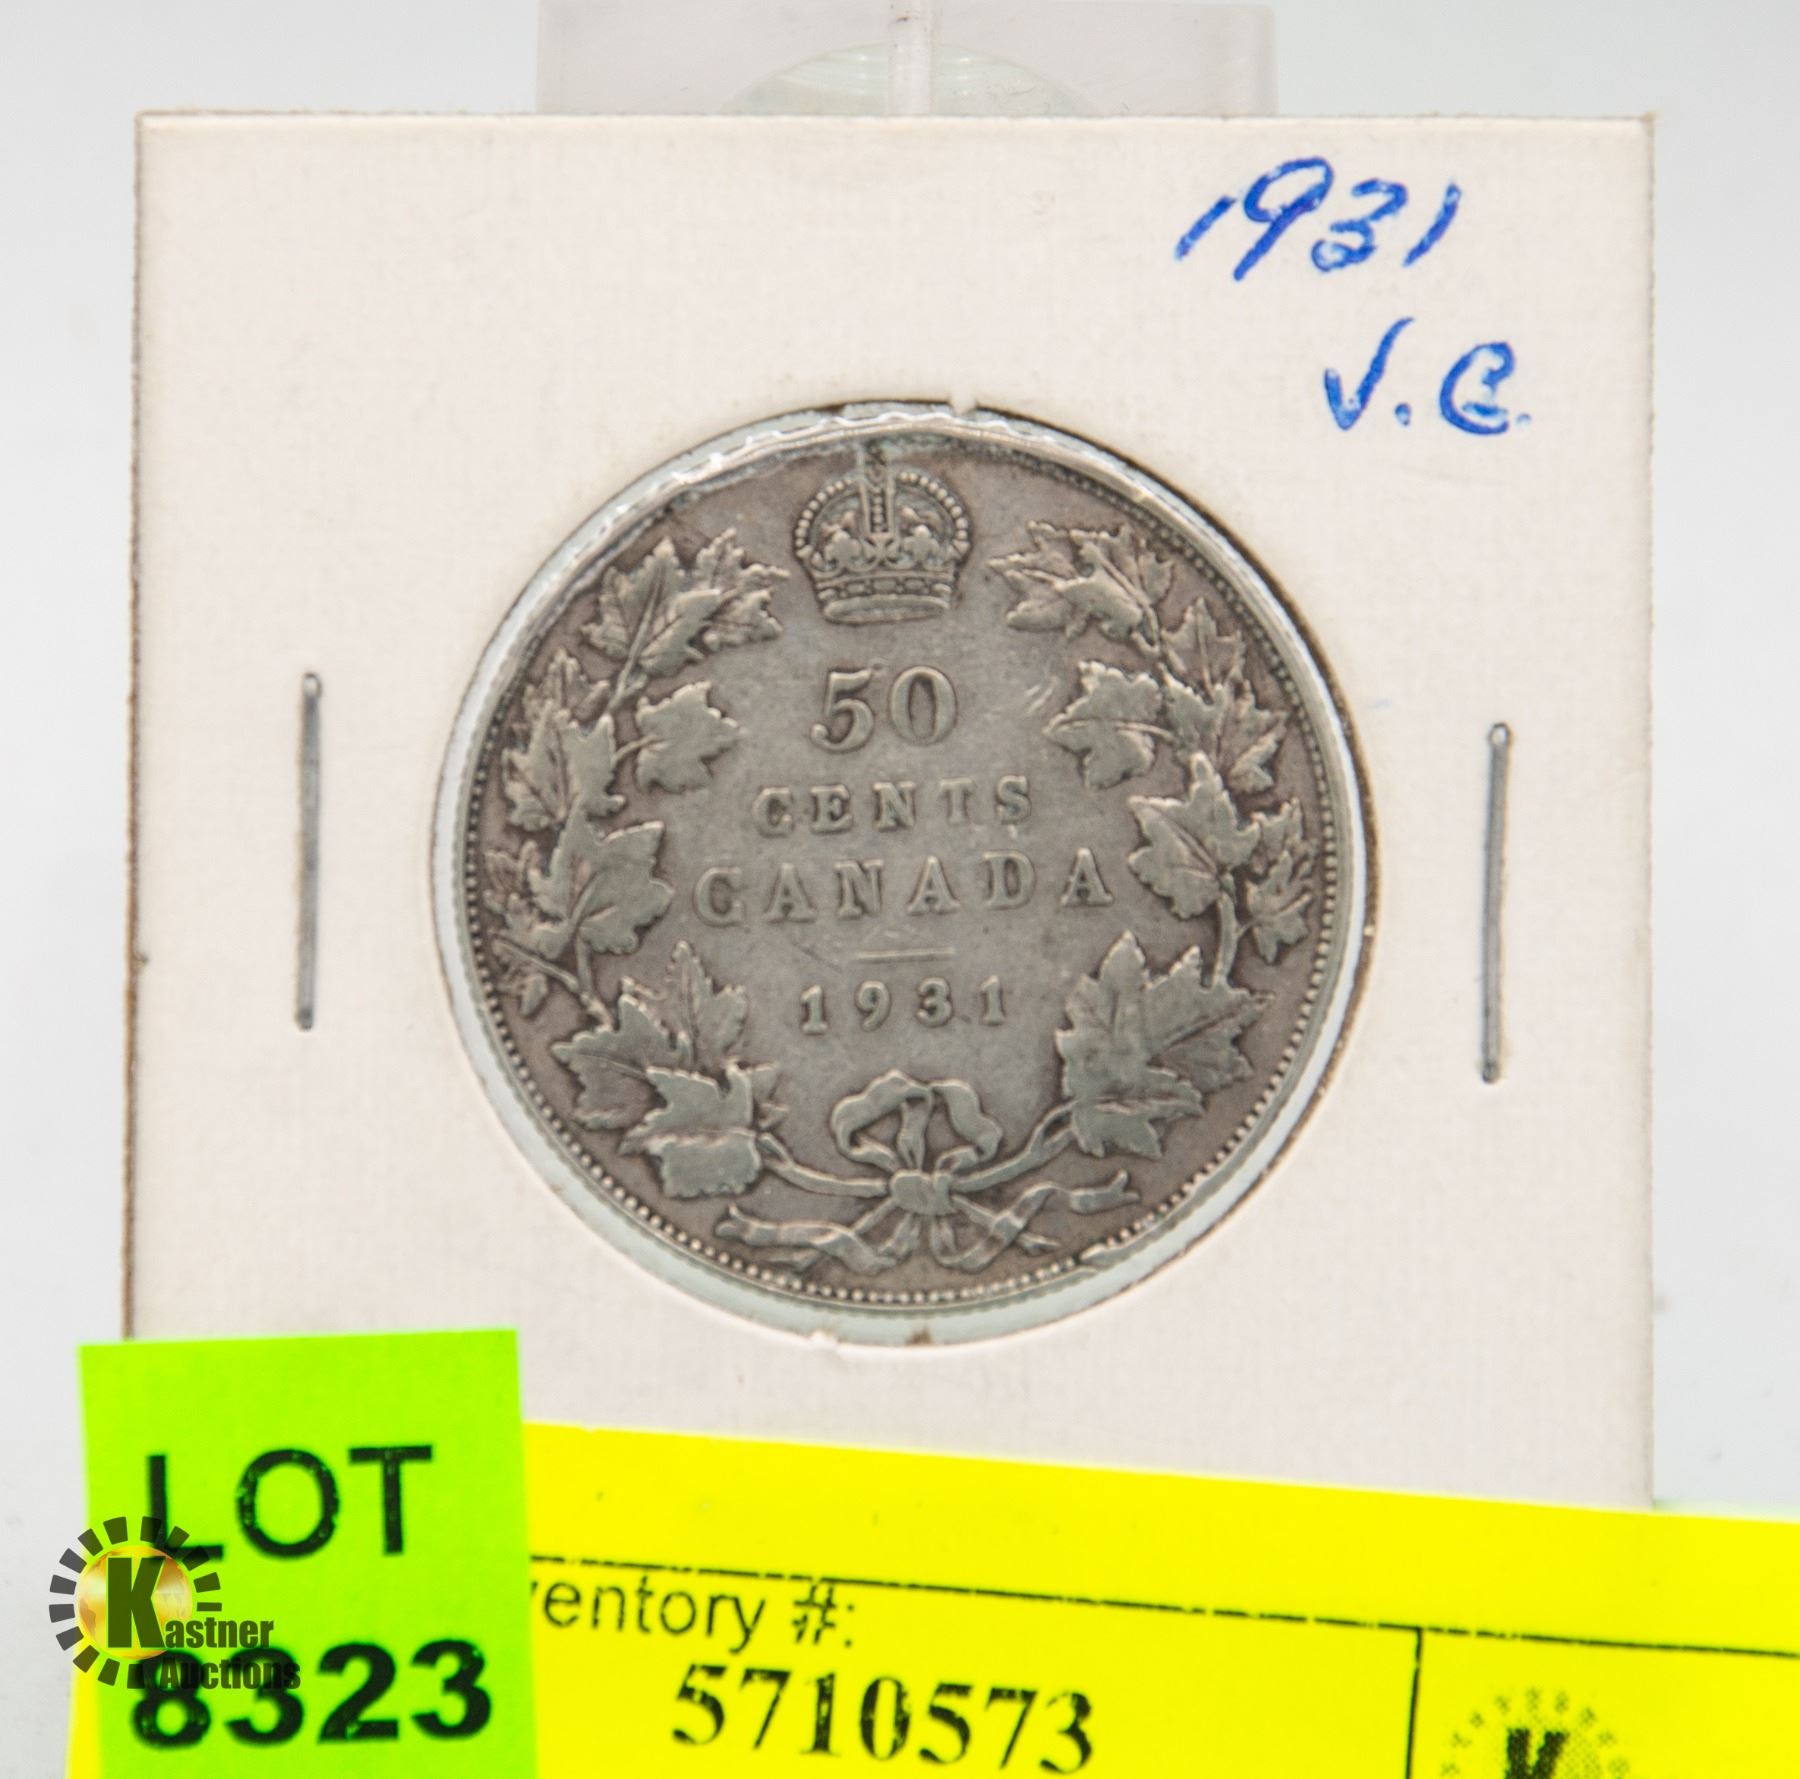 1931
V.G.
50
CENTS
CANADA
1931
LOT
8323
Kastner
Auctions
ventory #:
5710573
K